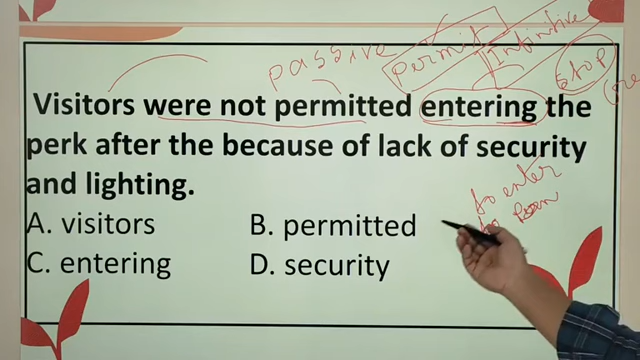 passive
Permit
Infinitive
Stop
Visitors were not permitted entering the
perk after the because of lack of security
and lighting.
to enter
to
A. visitors B. permitted
C. entering D. security